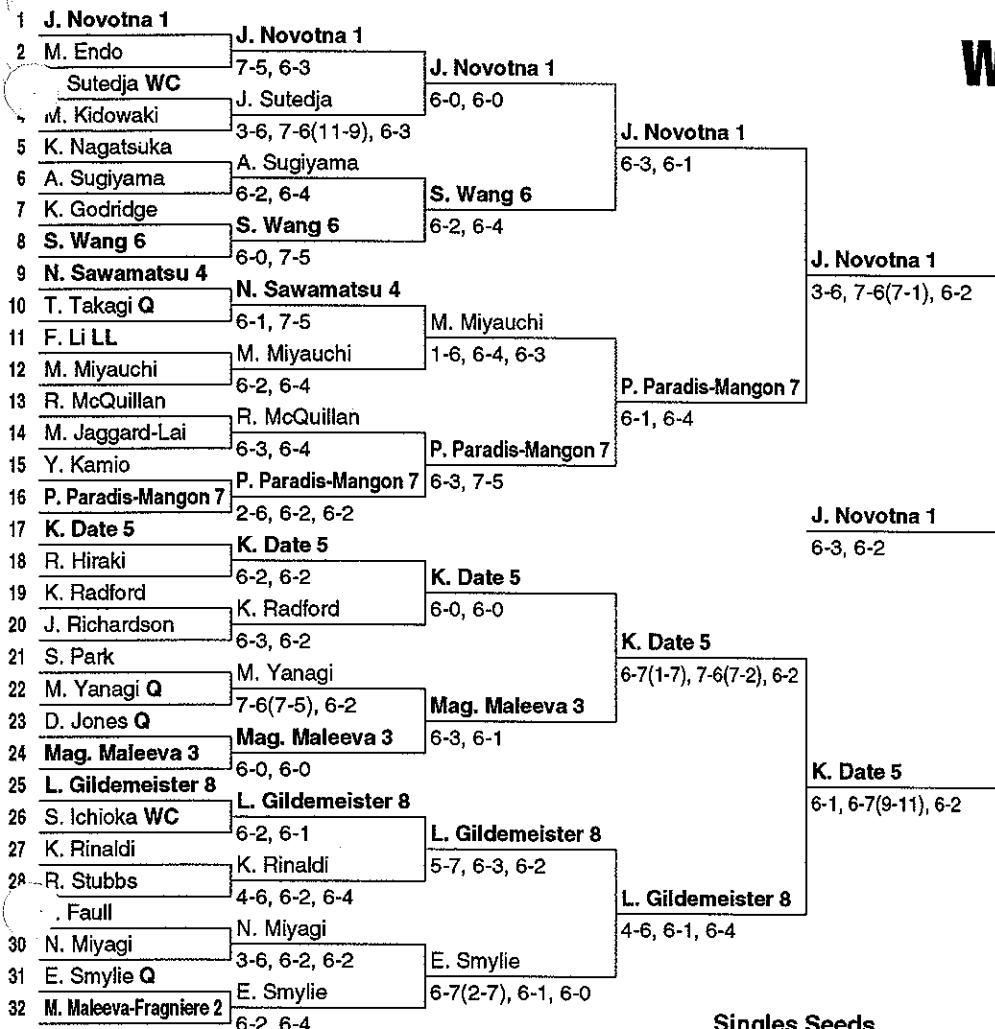 1 J. Novotna 1
2 M. Endo
Sutedja WC
M. Kidowaki
5 K. Nagatsuka
6 A. Sugiyama
7 K. Godridge
8 S. Wang 6
9 N. Sawamatsu 4
10 T. Takagi Q
11 F. Li LL
12 M. Miyauchi
13 R. McQuillan
14 M. Jaggard-Lai
15 Y. Kamio
16 P. Paradis-Mangon 7
17 K. Date 5
18 R. Hiraki
19 K. Radford
20 J. Richardson
21 S. Park
22 M. Yanagi Q
23 D. Jones Q
24 Mag. Maleeva 3
25 L. Gildemeister 8
26 S. Ichioka WC
27 K. Rinaldi
28 R. Stubbs
. Faull
30 N. Miyagi
31 E. Smylie Q
32 M. Maleeva-Fragniere 2
J. Novotna 1
7-5, 6-3
J. Sutedja
3-6, 7-6(11-9), 6-3
A. Sugiyama
6-2, 6-4
S. Wang 6
6-0, 7-5
N. Sawamatsu 4
6-1, 7-5
M. Miyauchi
6-2, 6-4
R. McQuillan
6-3, 6-4
P. Paradis-Mangon 7
2-6, 6-2, 6-2
K. Date 5
6-2, 6-2
K. Radford
6-3, 6-2
M. Yanagi
7-6(7-5), 6-2
Mag. Maleeva 3
6-0, 6-0
L. Gildemeister 8
6-2, 6-1
K. Rinaldi
4-6, 6-2, 6-4
N. Miyagi
3-6, 6-2, 6-2
E. Smylie
6-2, 6-4
J. Novotna 1
6-0, 6-0
S. Wang 6
6-2, 6-4
M. Miyauchi
1-6, 6-4, 6-3
P. Paradis-Mangon 7
6-3, 7-5
K. Date 5
6-0, 6-0
Mag. Maleeva 3
6-3, 6-1
L. Gildemeister 8
5-7, 6-3, 6-2
E. Smylie
6-7(2-7), 6-1, 6-0
J. Novotna 1
6-3, 6-1
P. Paradis-Mangon 7
6-1, 6-4
K. Date 5
6-7(1-7), 7-6(7-2), 6-2
L. Gildemeister 8
4-6, 6-1, 6-4
J. Novotna 1
3-6, 7-6(7-1), 6-2
K. Date 5
6-1, 6-7(9-11), 6-2
J. Novotna 1
6-3, 6-2
W
Singles Seeds